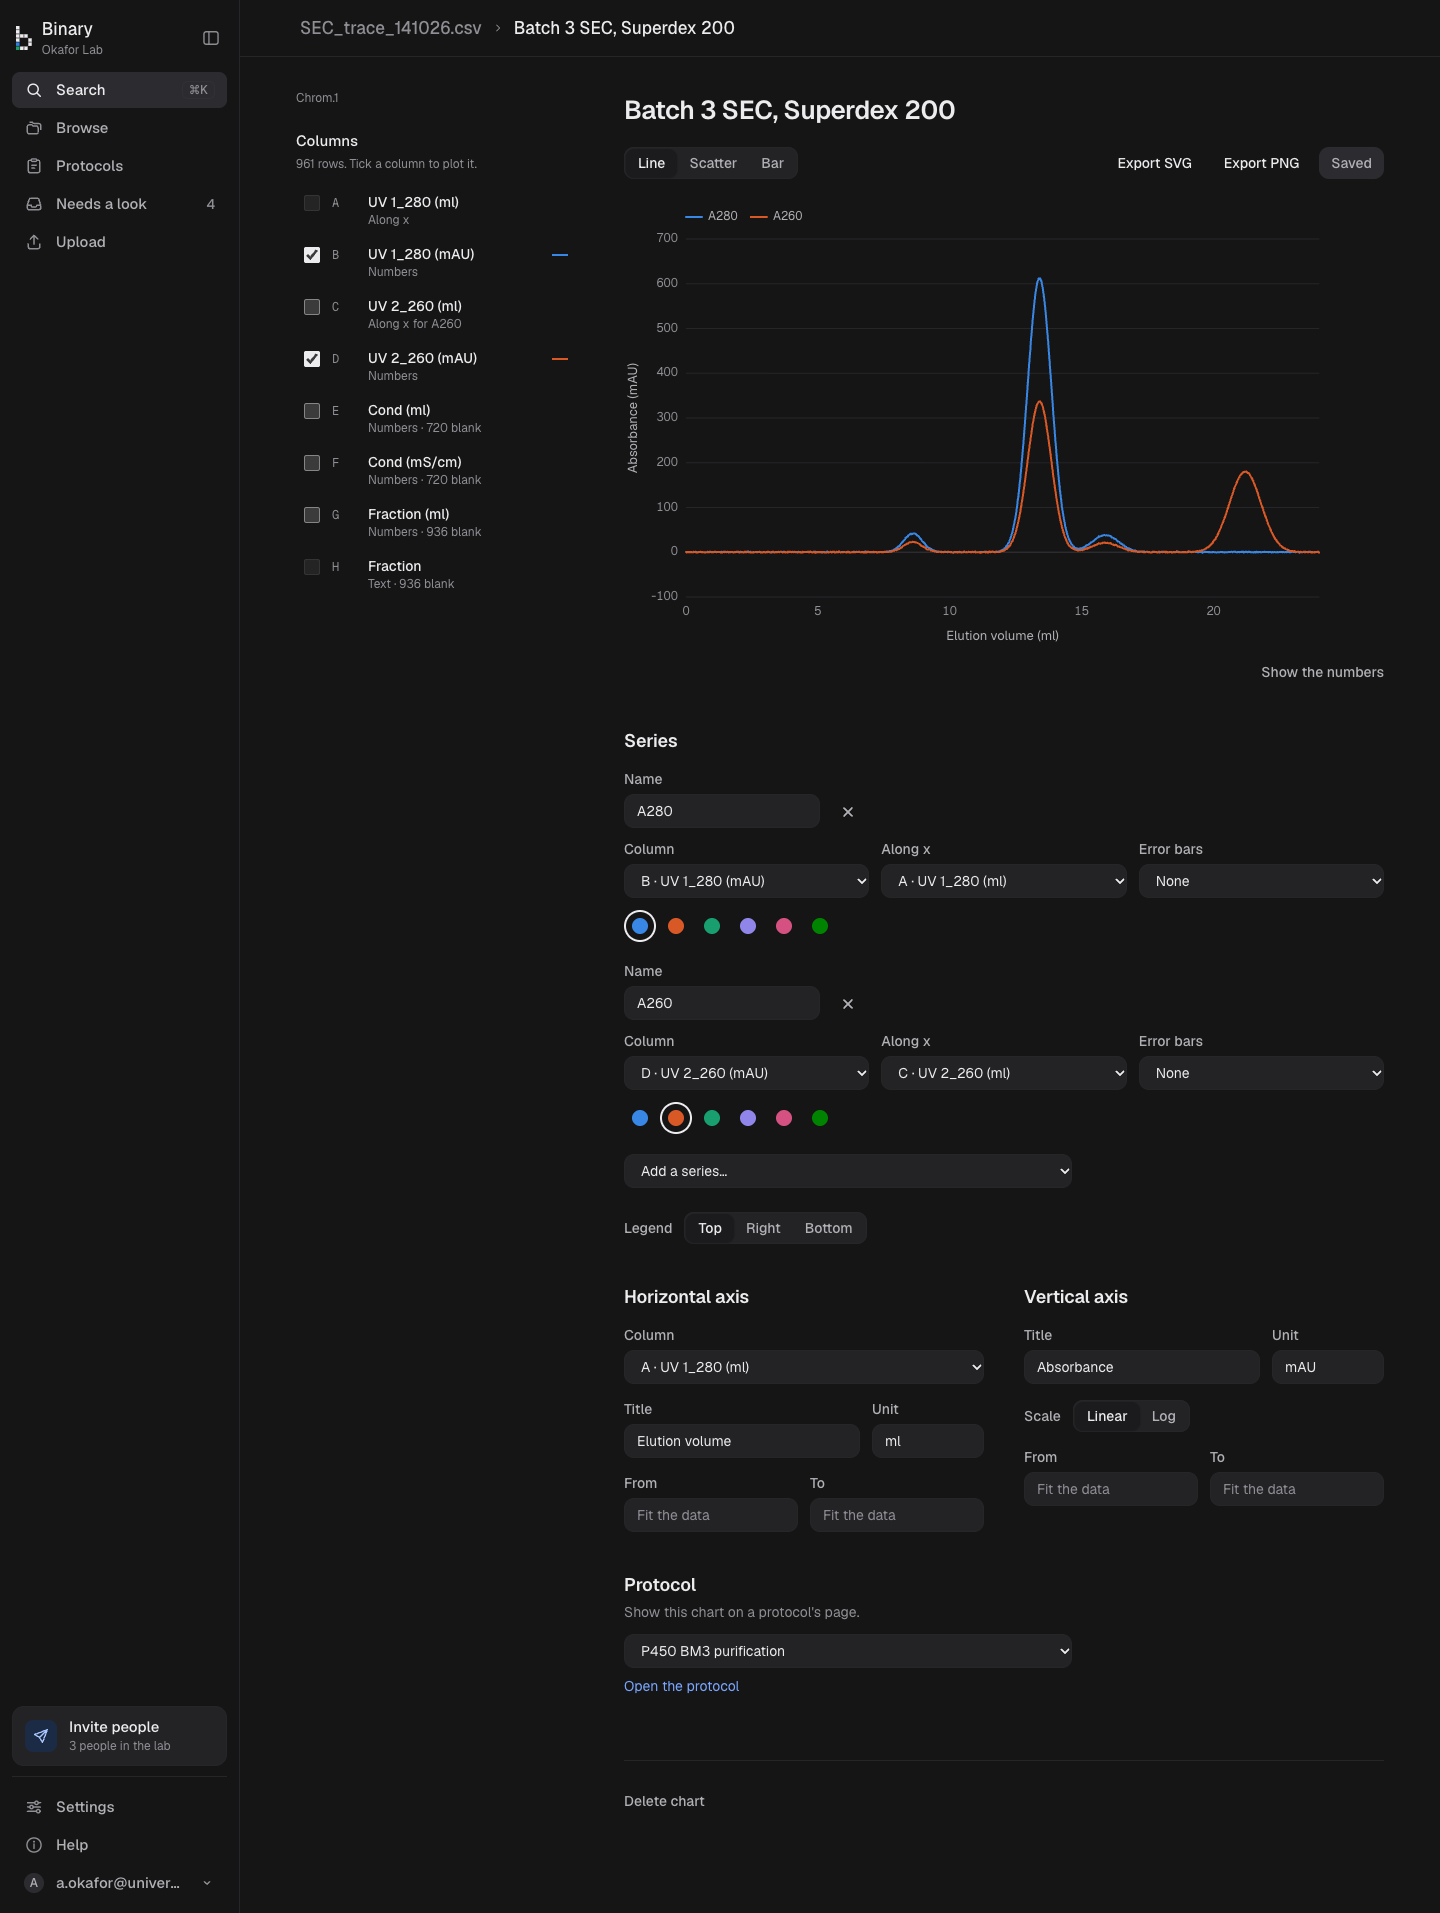 Binary
Okafor Lab
Search ⌘K
Browse
Protocols
Needs a look 4
Upload
Invite people
3 people in the lab
Settings
Help
A a.okafor@univer...
SEC_trace_141026.csv › Batch 3 SEC, Superdex 200
Chrom.1
Columns
961 rows. Tick a column to plot it.
A UV 1_280 (ml)
Along x
B UV 1_280 (mAU)
Numbers
C UV 2_260 (ml)
Along x for A260
D UV 2_260 (mAU)
Numbers
E Cond (ml)
Numbers · 720 blank
F Cond (mS/cm)
Numbers · 720 blank
G Fraction (ml)
Numbers · 936 blank
H Fraction
Text · 936 blank
Batch 3 SEC, Superdex 200
Line Scatter Bar Export SVG Export PNG Saved
A280 A260
700
600
500
400
300
200
100
0
-100
Absorbance (mAU)
0 5 10 15 20
Elution volume (ml)
Show the numbers
Series
Name
A280
Column Along x Error bars
B · UV 1_280 (mAU) A · UV 1_280 (ml) None
Name
A260
Column Along x Error bars
D · UV 2_260 (mAU) C · UV 2_260 (ml) None
Add a series...
Legend Top Right Bottom
Horizontal axis
Column
A · UV 1_280 (ml)
Title Unit
Elution volume ml
From To
Fit the data Fit the data
Vertical axis
Title Unit
Absorbance mAU
Scale Linear Log
From To
Fit the data Fit the data
Protocol
Show this chart on a protocol's page.
P450 BM3 purification
Open the protocol
Delete chart